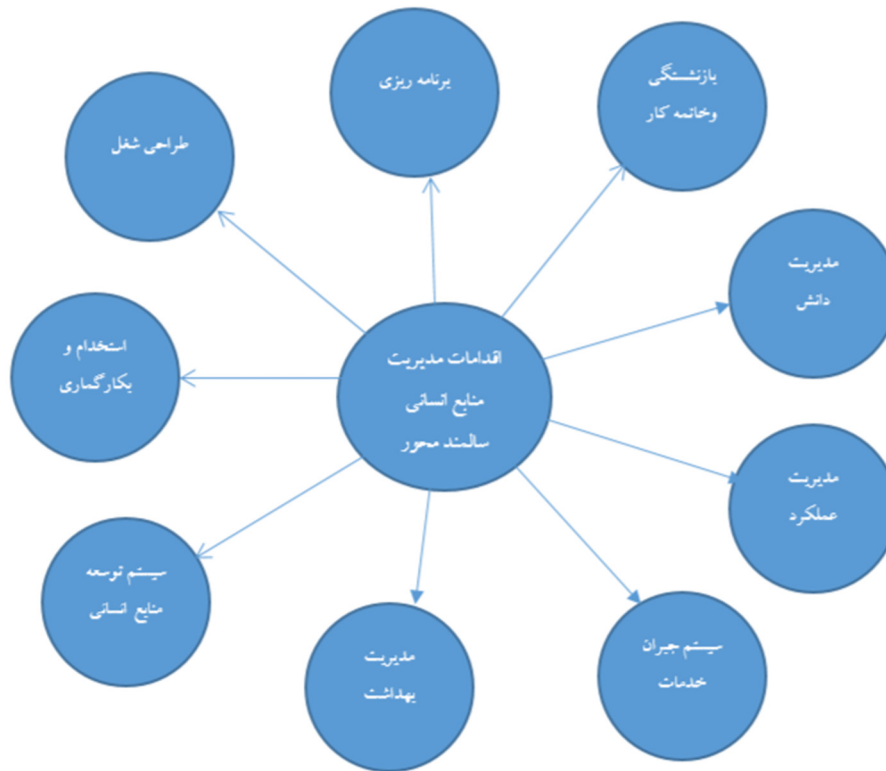 برنامه ریزی
بازنشستگی
وخاتمه کار
طراحی شغل
مدیریت
دانش
استخدام و
بکارگماری
اقدامات مدیریت
منابع انسانی
سالمند محور
مدیریت
عملکرد
سیستم توسعه
منابع انسانی
سیستم جبران
خدمات
مدیریت
بهداشت